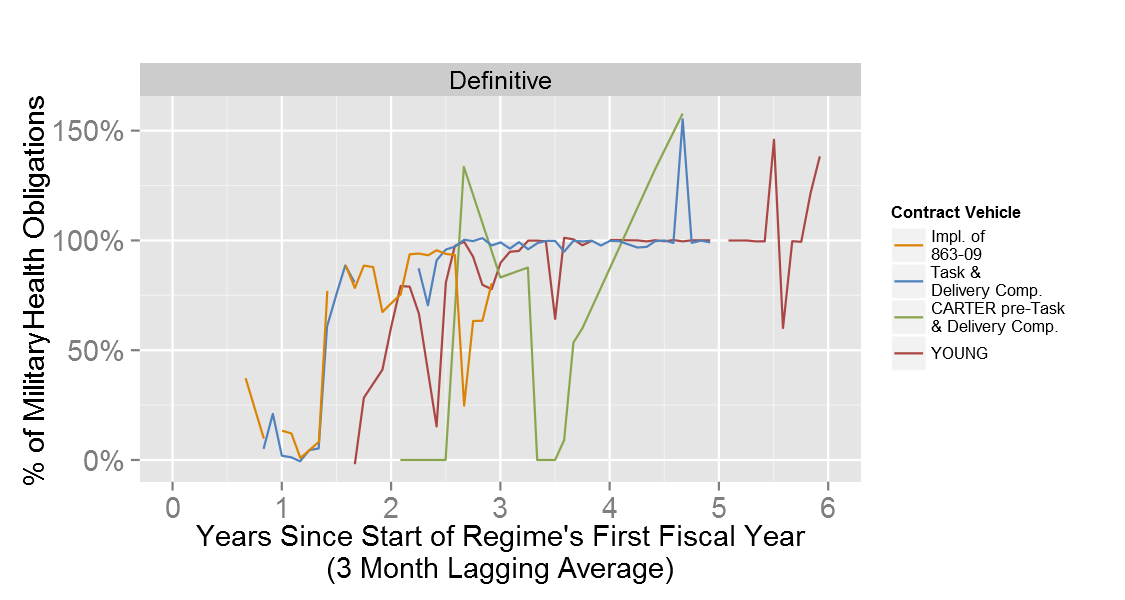 Definitive
% of MilitaryHealth Obligations
150%
100%
50%
0%
0 1 2 3 4 5 6
Years Since Start of Regime's First Fiscal Year
(3 Month Lagging Average)
Contract Vehicle
Impl. of
863-09
Task &
Delivery Comp.
CARTER pre-Task
& Delivery Comp.
YOUNG